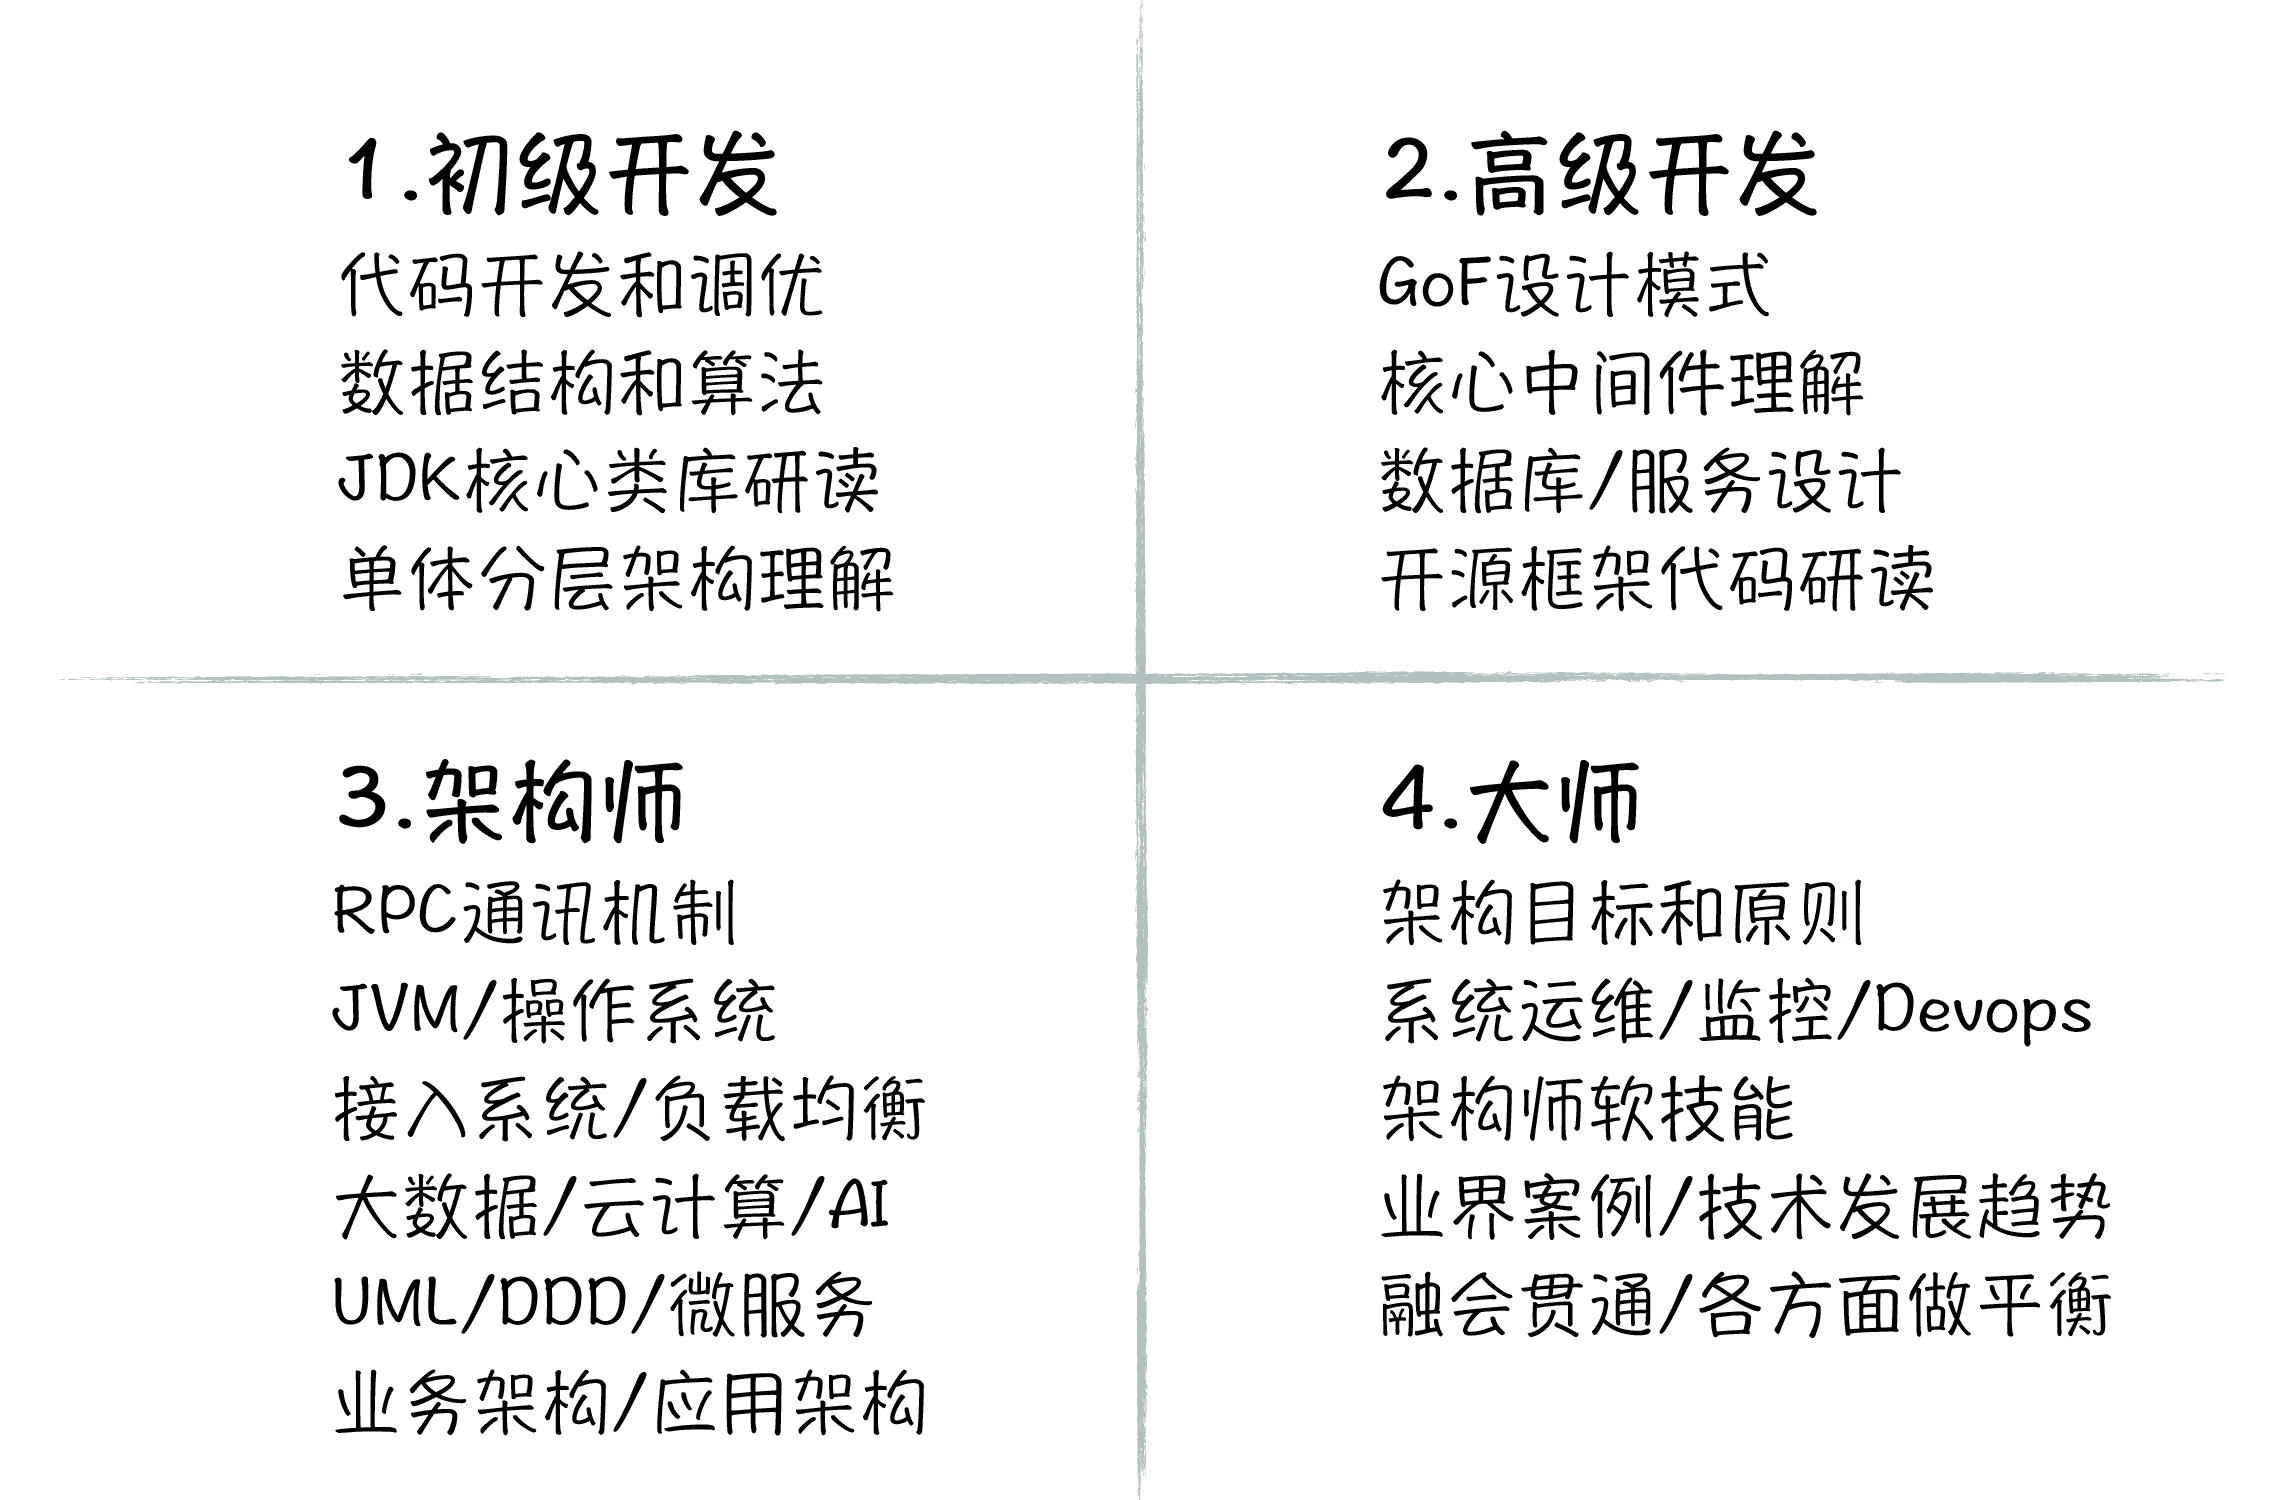 1.初级开发
代码开发和调优
数据结构和算法
JDK核心类库研读
单体分层架构理解
2.高级开发
GoF设计模式
核心中间件理解
数据库/服务设计
开源框架代码研读
3.架构师
RPC通讯机制
JVM/操作系统
接入系统/负载均衡
大数据/云计算/AI
UML/DDD/微服务
业务架构/应用架构
4.大师
架构目标和原则
系统运维/监控/Devops
架构师软技能
业界案例/技术发展趋势
融会贯通/各方面做平衡